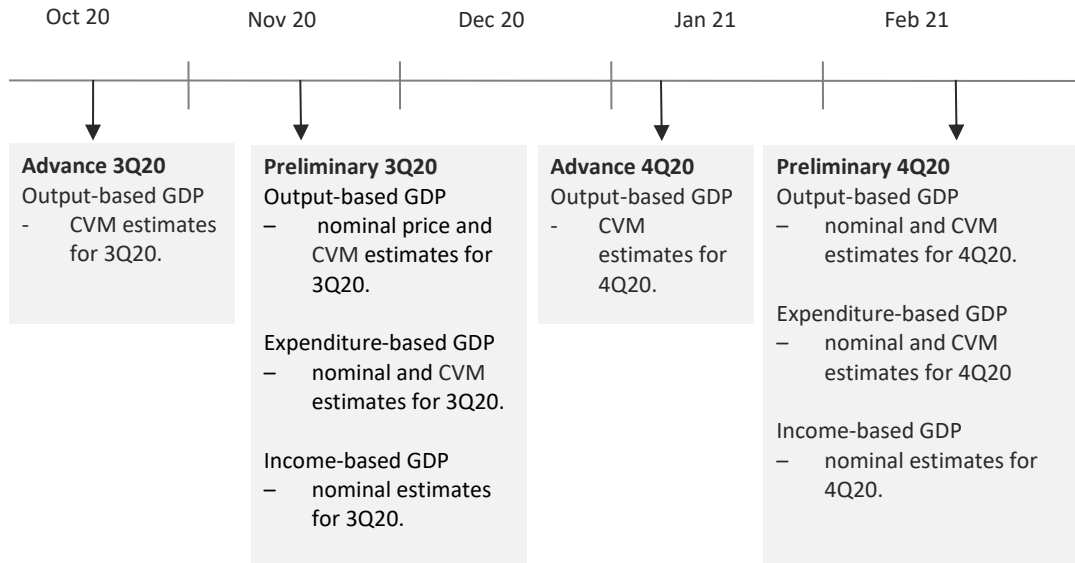 Oct 20
Nov 20
Dec 20
Jan 21
Feb 21
Advance 3Q20
Output-based GDP
- CVM estimates
for 3Q20.
Preliminary 3Q20
Output-based GDP
– nominal price and
CVM estimates for
3Q20.
Expenditure-based GDP
– nominal and CVM
estimates for 3Q20.
Income-based GDP
– nominal estimates
for 3Q20.
Advance 4Q20
Output-based GDP
- CVM
estimates for
4Q20.
Preliminary 4Q20
Output-based GDP
– nominal and CVM
estimates for 4Q20.
Expenditure-based GDP
– nominal and CVM
estimates for 4Q20
Income-based GDP
– nominal estimates for
4Q20.